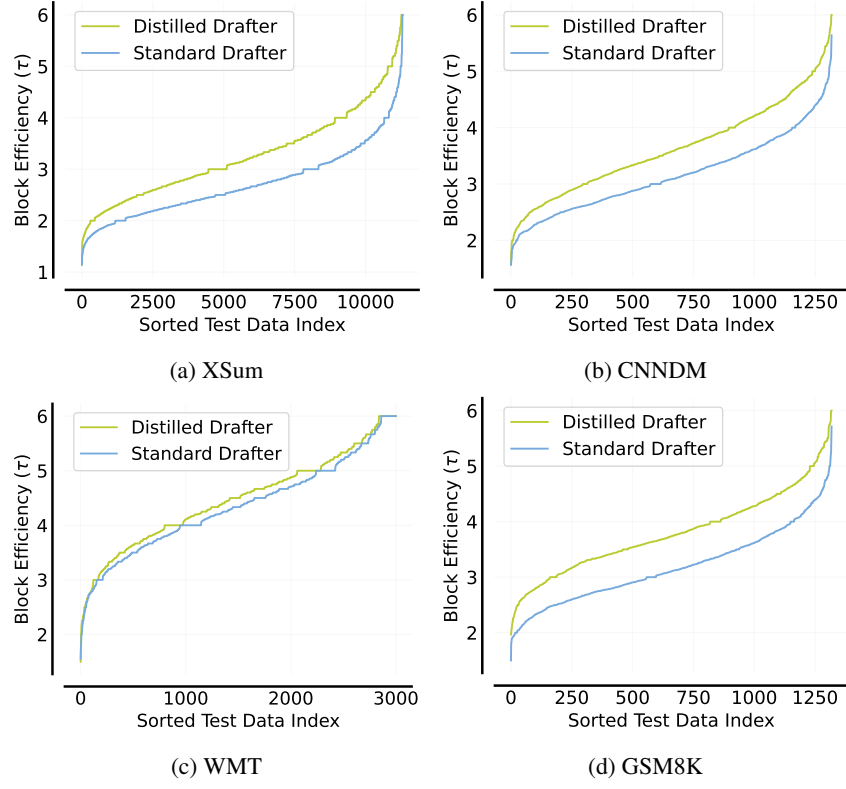 6
5
4
3
2
1
Block Efficiency (τ)
Distilled Drafter
Standard Drafter
0 2500 5000 7500 10000
Sorted Test Data Index
(a) XSum
6
5
4
3
2
Block Efficiency (τ)
Distilled Drafter
Standard Drafter
0 250 500 750 1000 1250
Sorted Test Data Index
(b) CNNDM
6
5
4
3
2
Block Efficiency (τ)
Distilled Drafter
Standard Drafter
0 1000 2000 3000
Sorted Test Data Index
(c) WMT
6
5
4
3
2
Block Efficiency (τ)
Distilled Drafter
Standard Drafter
0 250 500 750 1000 1250
Sorted Test Data Index
(d) GSM8K